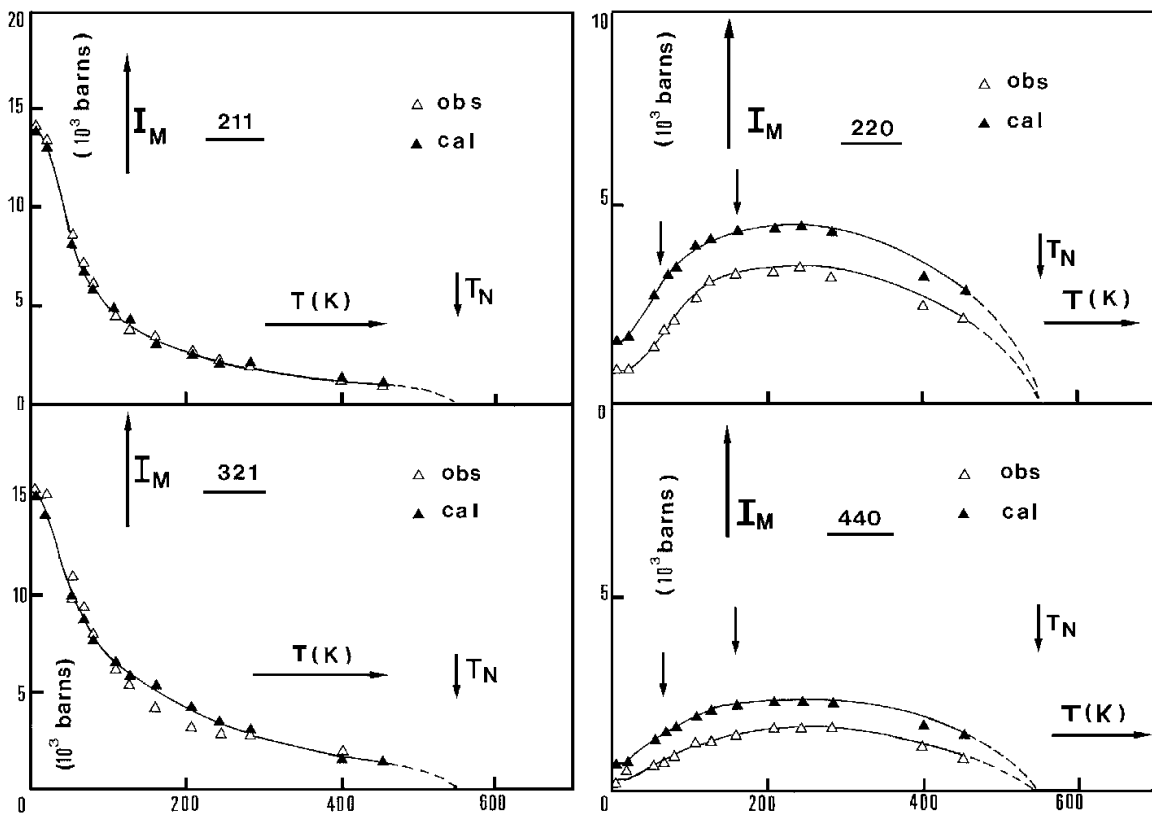 20
15
10
5
0
(10³ barns)
I_M
211
△ obs
▲ cal
T(K)
T_N
10
5
0
(10³ barns)
I_M
220
△ obs
▲ cal
T_N
T(K)
15
10
5
0
(10³ barns)
I_M
321
△ obs
▲ cal
T(K)
T_N
0 200 400 600
5
(10³ barns)
I_M
440
△ obs
▲ cal
T_N
T(K)
0 200 400 600